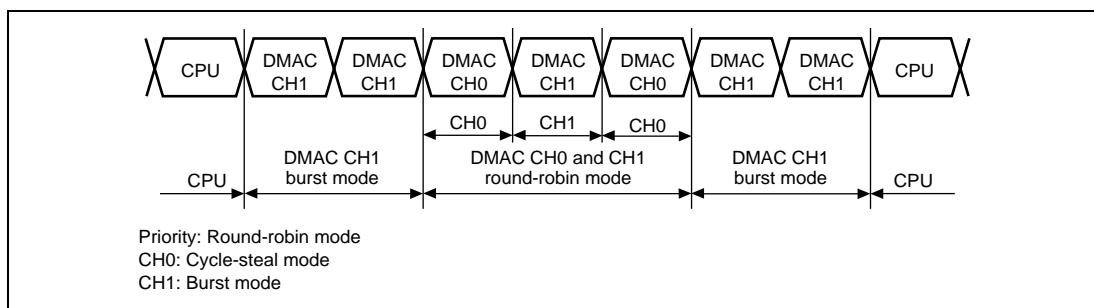 CPU DMAC CH1 DMAC CH1 DMAC CH0 DMAC CH1 DMAC CH0 DMAC CH1 DMAC CH1 CPU
CH0 CH1 CH0
CPU
DMAC CH1
burst mode
DMAC CH0 and CH1
round-robin mode
DMAC CH1
burst mode
CPU
Priority: Round-robin mode
CH0: Cycle-steal mode
CH1: Burst mode